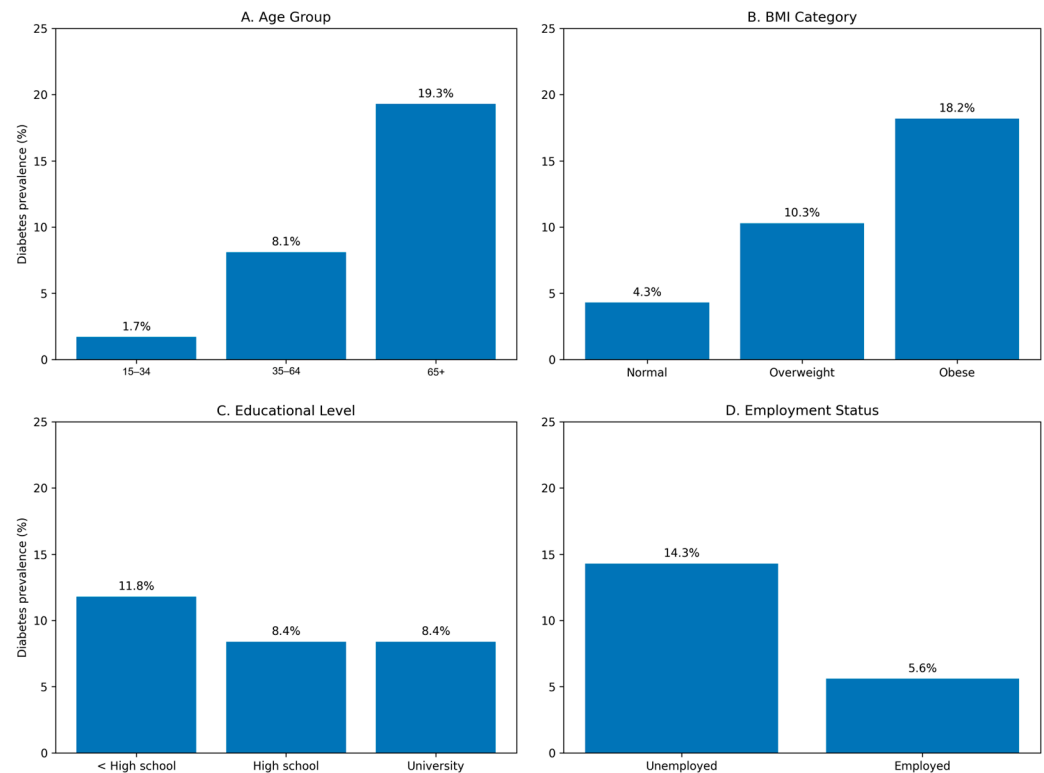 A. Age Group
Diabetes prevalence (%)
25
20
15
10
5
0
1.7%
8.1%
19.3%
15–34
35–64
65+
B. BMI Category
25
20
15
10
5
0
4.3%
10.3%
18.2%
Normal
Overweight
Obese
C. Educational Level
Diabetes prevalence (%)
25
20
15
10
5
0
11.8%
8.4%
8.4%
< High school
High school
University
D. Employment Status
25
20
15
10
5
0
14.3%
5.6%
Unemployed
Employed